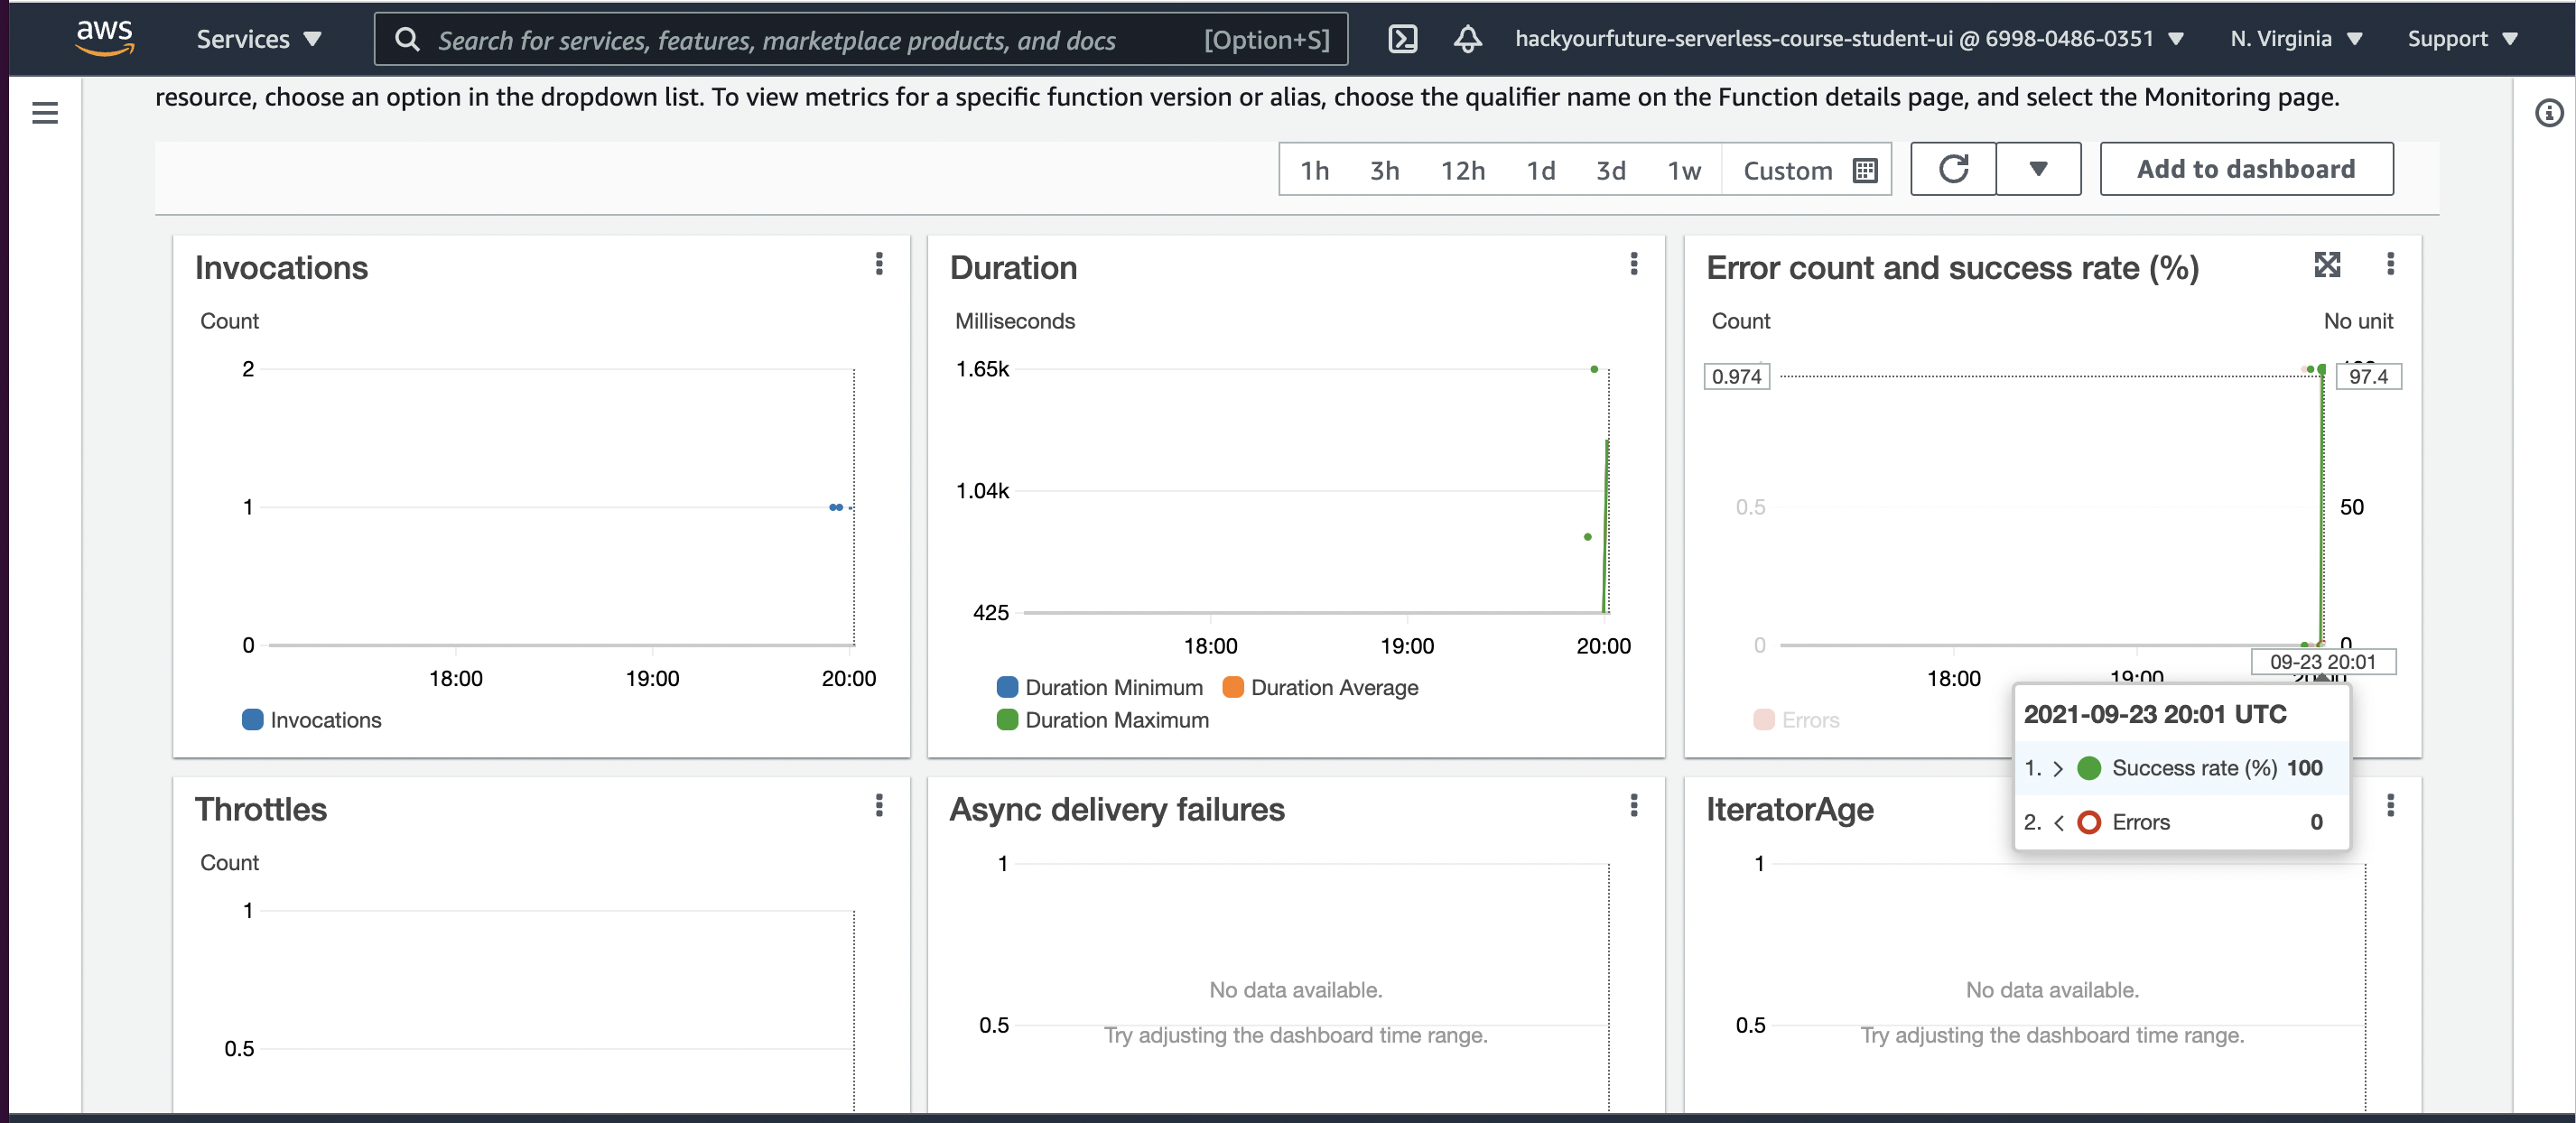 aws
Services
Search for services, features, marketplace products, and docs
[Option+S]
hackyourfuture-serverless-course-student-ui @ 6998-0486-0351
N. Virginia
Support
resource, choose an option in the dropdown list. To view metrics for a specific function version or alias, choose the qualifier name on the Function details page, and select the Monitoring page.
1h 3h 12h 1d 3d 1w Custom
Add to dashboard
Invocations
Count
2
1
0
18:00 19:00 20:00
Invocations
Duration
Milliseconds
1.65k
1.04k
425
18:00 19:00 20:00
Duration Minimum Duration Average
Duration Maximum
Error count and success rate (%)
Count No unit
0.974 97.4
0.5 50
0 0
09-23 20:01
18:00 19:00
Errors
2021-09-23 20:01 UTC
1. > Success rate (%) 100
2. < Errors 0
Throttles
Count
1
0.5
Async delivery failures
1
No data available.
0.5
Try adjusting the dashboard time range.
IteratorAge
1
No data available.
0.5
Try adjusting the dashboard time range.